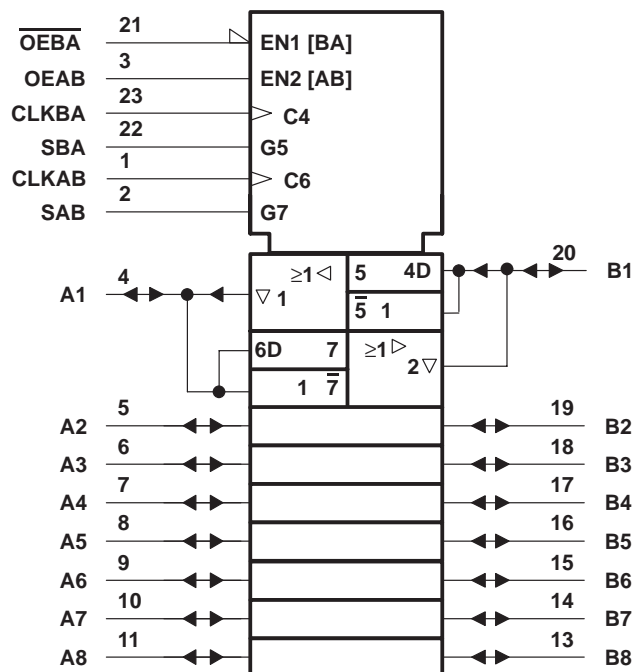 OEBA 21 EN1 [BA]
OEAB 3 EN2 [AB]
CLKBA 23 C4
SBA 22 G5
CLKAB 1 C6
SAB 2 G7
A1 4 ≥1 ◁ 5 4D 20 B1
▽ 1 5̅ 1
6D 7 ≥1 ▷
2 ▽
1 7̅
A2 5 19 B2
A3 6 18 B3
A4 7 17 B4
A5 8 16 B5
A6 9 15 B6
A7 10 14 B7
A8 11 13 B8